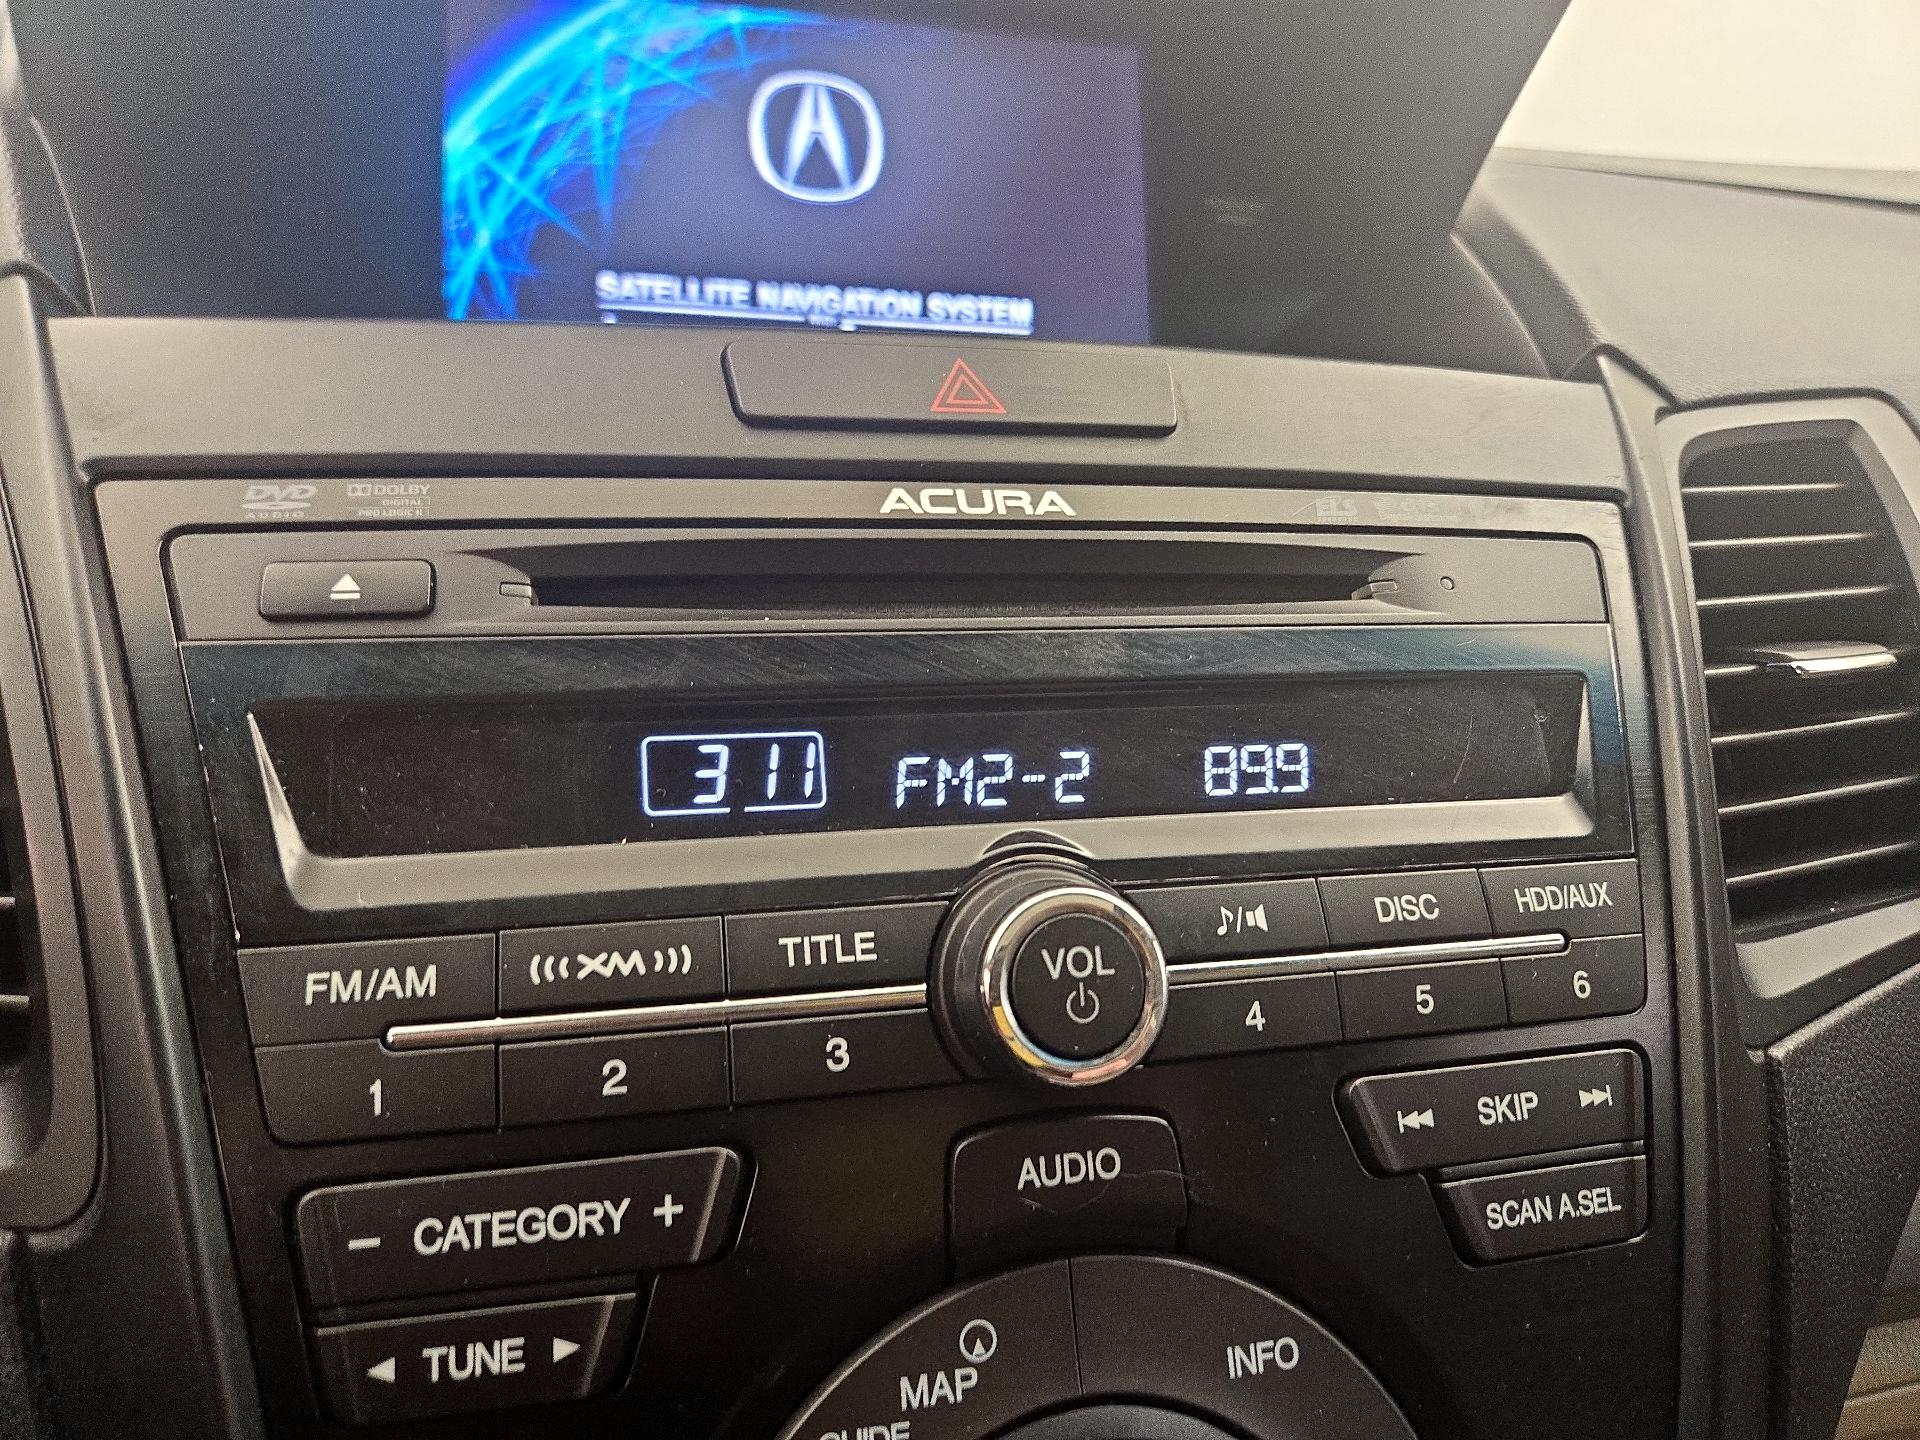 SATELLITE NAVIGATION SYSTEM
DVD
AUDIO
DOLBY
DIGITAL
PRO LOGIC II
ACURA
ELS
3 11
FM2-2
89.9
FM/AM
XM
TITLE
VOL
DISC
HDD/AUX
1
2
3
4
5
6
SKIP
AUDIO
SCAN A.SEL
- CATEGORY +
TUNE
MAP
INFO
GUIDE